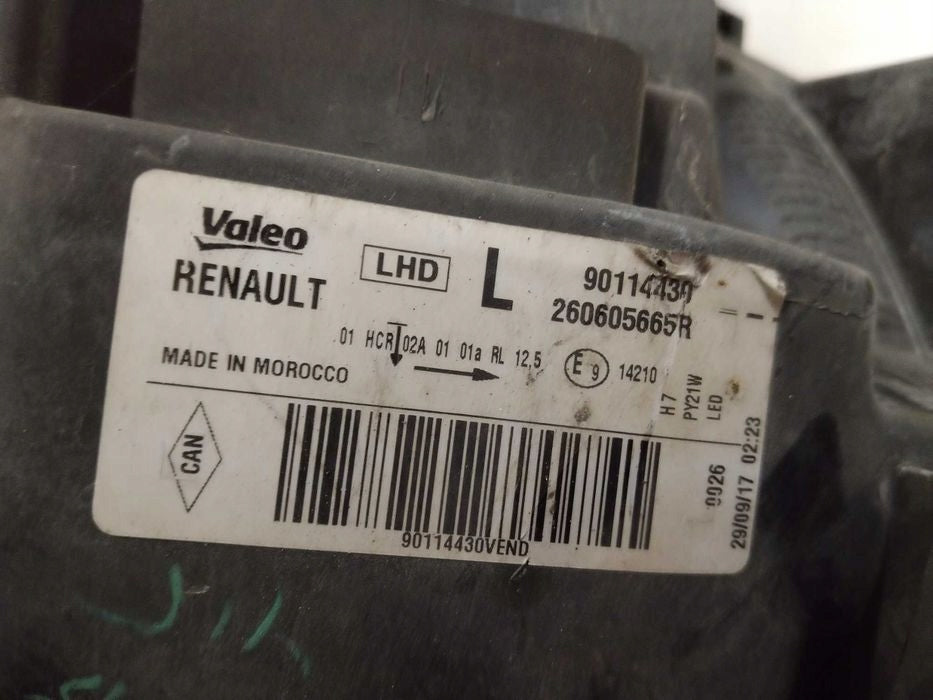 Valeo
RENAULT
LHD
L
90114430
260605665R
01 HCR 02A 01 01a RL 12,5
E 9
14210
MADE IN MOROCCO
H7
PY21W
LED
CAN
90114430VEND
0026
29/09/17 02:23